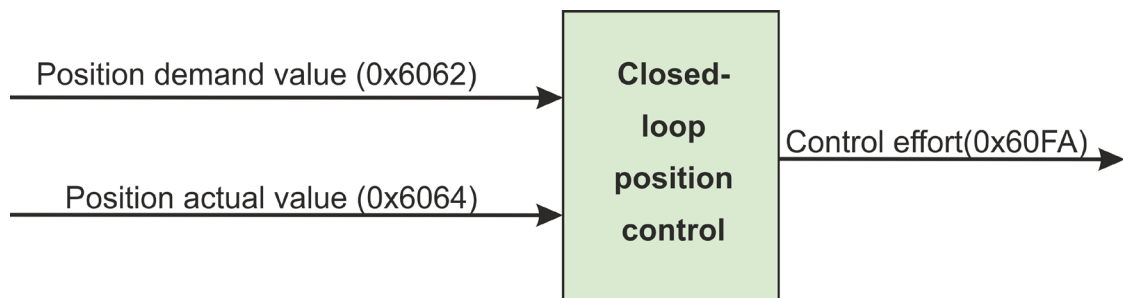 Position demand value (0x6062)
Position actual value (0x6064)
Closed-
loop
position
control
Control effort(0x60FA)